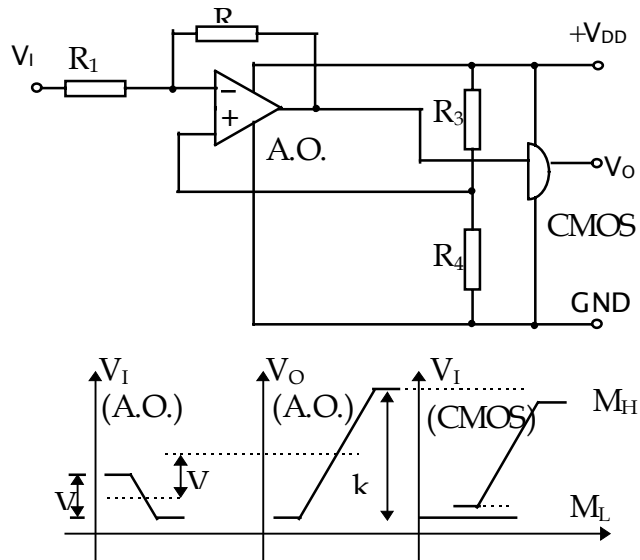 R
+V_DD
V_I
R_1
R_3
−
+
A.O.
V_O
CMOS
R_4
GND
V_I
(A.O.)
V_O
(A.O.)
V_I
(CMOS)
M_H
V
V
k
M_L